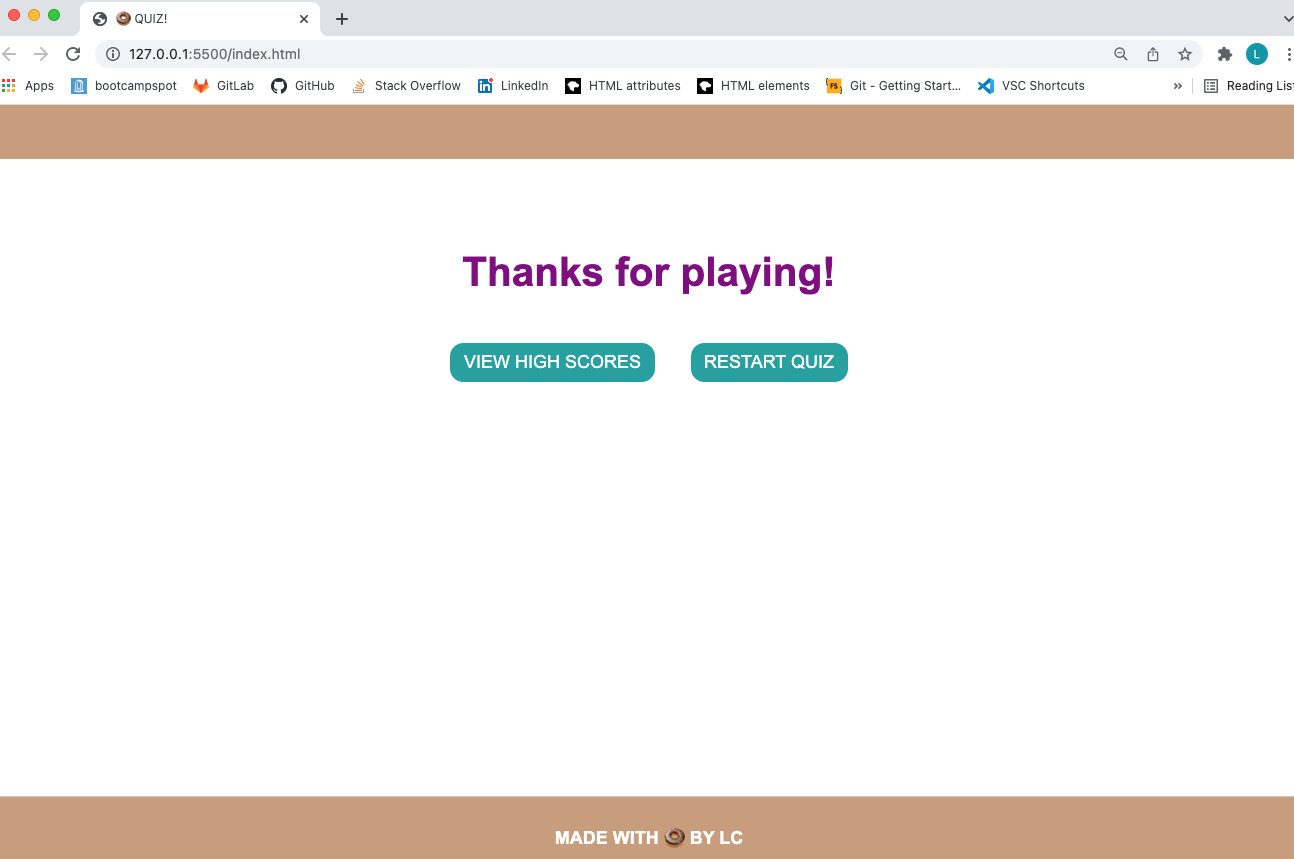 🍩 QUIZ!
127.0.0.1:5500/index.html
L
Apps bootcampspot GitLab GitHub Stack Overflow LinkedIn HTML attributes HTML elements FS Git - Getting Start... VSC Shortcuts » Reading List
Thanks for playing!
VIEW HIGH SCORES RESTART QUIZ
MADE WITH 🍩 BY LC